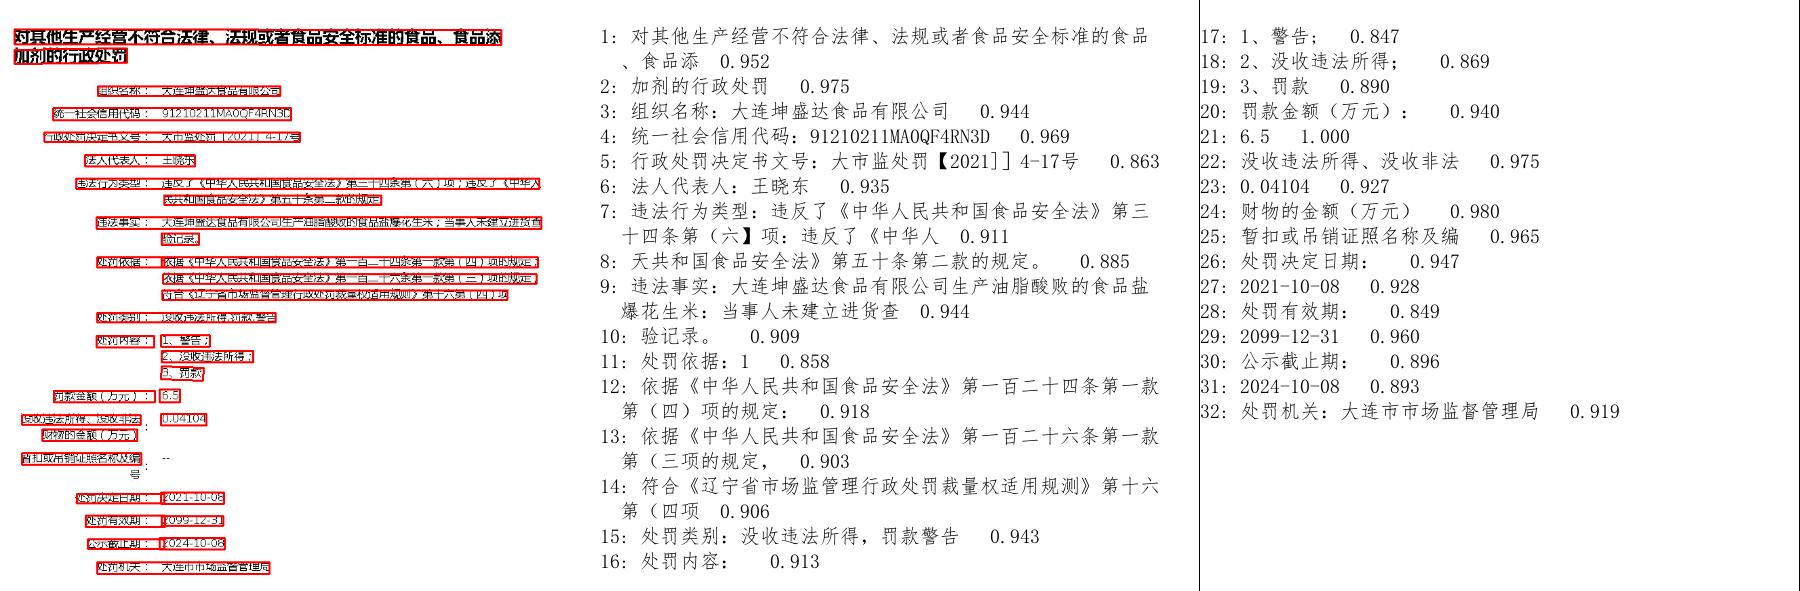 对其他生产经营不符合法律、法规或者食品安全标准的食品、食品添
加剂的行政处罚
组织名称： 大连坤盛达食品有限公司
统一社会信用代码： 91210211MA0QF4RN3D
行政处罚决定书文号： 大市监处罚【2021】4-17号
法人代表人： 王晓东
违法行为类型： 违反了《中华人民共和国食品安全法》第三十四条第（六）项；违反了《中华人
民共和国食品安全法》第五十条第二款的规定。
违法事实： 大连坤盛达食品有限公司生产油脂酸败的食品盐爆花生米；当事人未建立进货查
验记录。
处罚依据： 依据《中华人民共和国食品安全法》第一百二十四条第一款第（四）项的规定；
依据《中华人民共和国食品安全法》第一百二十六条第一款第（三）项的规定，
符合《辽宁省市场监督管理行政处罚裁量权适用规则》第十六第（四）项
处罚类别： 没收违法所得,罚款,警告
处罚内容： 1、警告；
2、没收违法所得；
3、罚款
罚款金额（万元）： 6.5
没收违法所得、没收非法 ： 0.04104
财物的金额（万元）
暂扣或吊销证照名称及编 ： --
号
处罚决定日期： 2021-10-08
处罚有效期： 2099-12-31
公示截止期： 2024-10-08
处罚机关： 大连市市场监督管理局
1: 对其他生产经营不符合法律、法规或者食品安全标准的食品
、食品添 0.952
2: 加剂的行政处罚 0.975
3: 组织名称: 大连坤盛达食品有限公司 0.944
4: 统一社会信用代码: 91210211MA0QF4RN3D 0.969
5: 行政处罚决定书文号: 大市监处罚【2021]] 4-17号 0.863
6: 法人代表人: 王晓东 0.935
7: 违法行为类型: 违反了《中华人民共和国食品安全法》第三
十四条第（六】项: 违反了《中华人 0.911
8: 天共和国食品安全法》第五十条第二款的规定。 0.885
9: 违法事实: 大连坤盛达食品有限公司生产油脂酸败的食品盐
爆花生米: 当事人未建立进货查 0.944
10: 验记录。 0.909
11: 处罚依据: 1 0.858
12: 依据《中华人民共和国食品安全法》第一百二十四条第一款
第（四）项的规定: 0.918
13: 依据《中华人民共和国食品安全法》第一百二十六条第一款
第（三项的规定, 0.903
14: 符合《辽宁省市场监管理行政处罚裁量权适用规测》第十六
第（四项 0.906
15: 处罚类别: 没收违法所得, 罚款警告 0.943
16: 处罚内容: 0.913
17: 1、警告; 0.847
18: 2、没收违法所得; 0.869
19: 3、罚款 0.890
20: 罚款金额（万元）: 0.940
21: 6.5 1.000
22: 没收违法所得、没收非法 0.975
23: 0.04104 0.927
24: 财物的金额（万元） 0.980
25: 暂扣或吊销证照名称及编 0.965
26: 处罚决定日期: 0.947
27: 2021-10-08 0.928
28: 处罚有效期: 0.849
29: 2099-12-31 0.960
30: 公示截止期: 0.896
31: 2024-10-08 0.893
32: 处罚机关: 大连市市场监督管理局 0.919